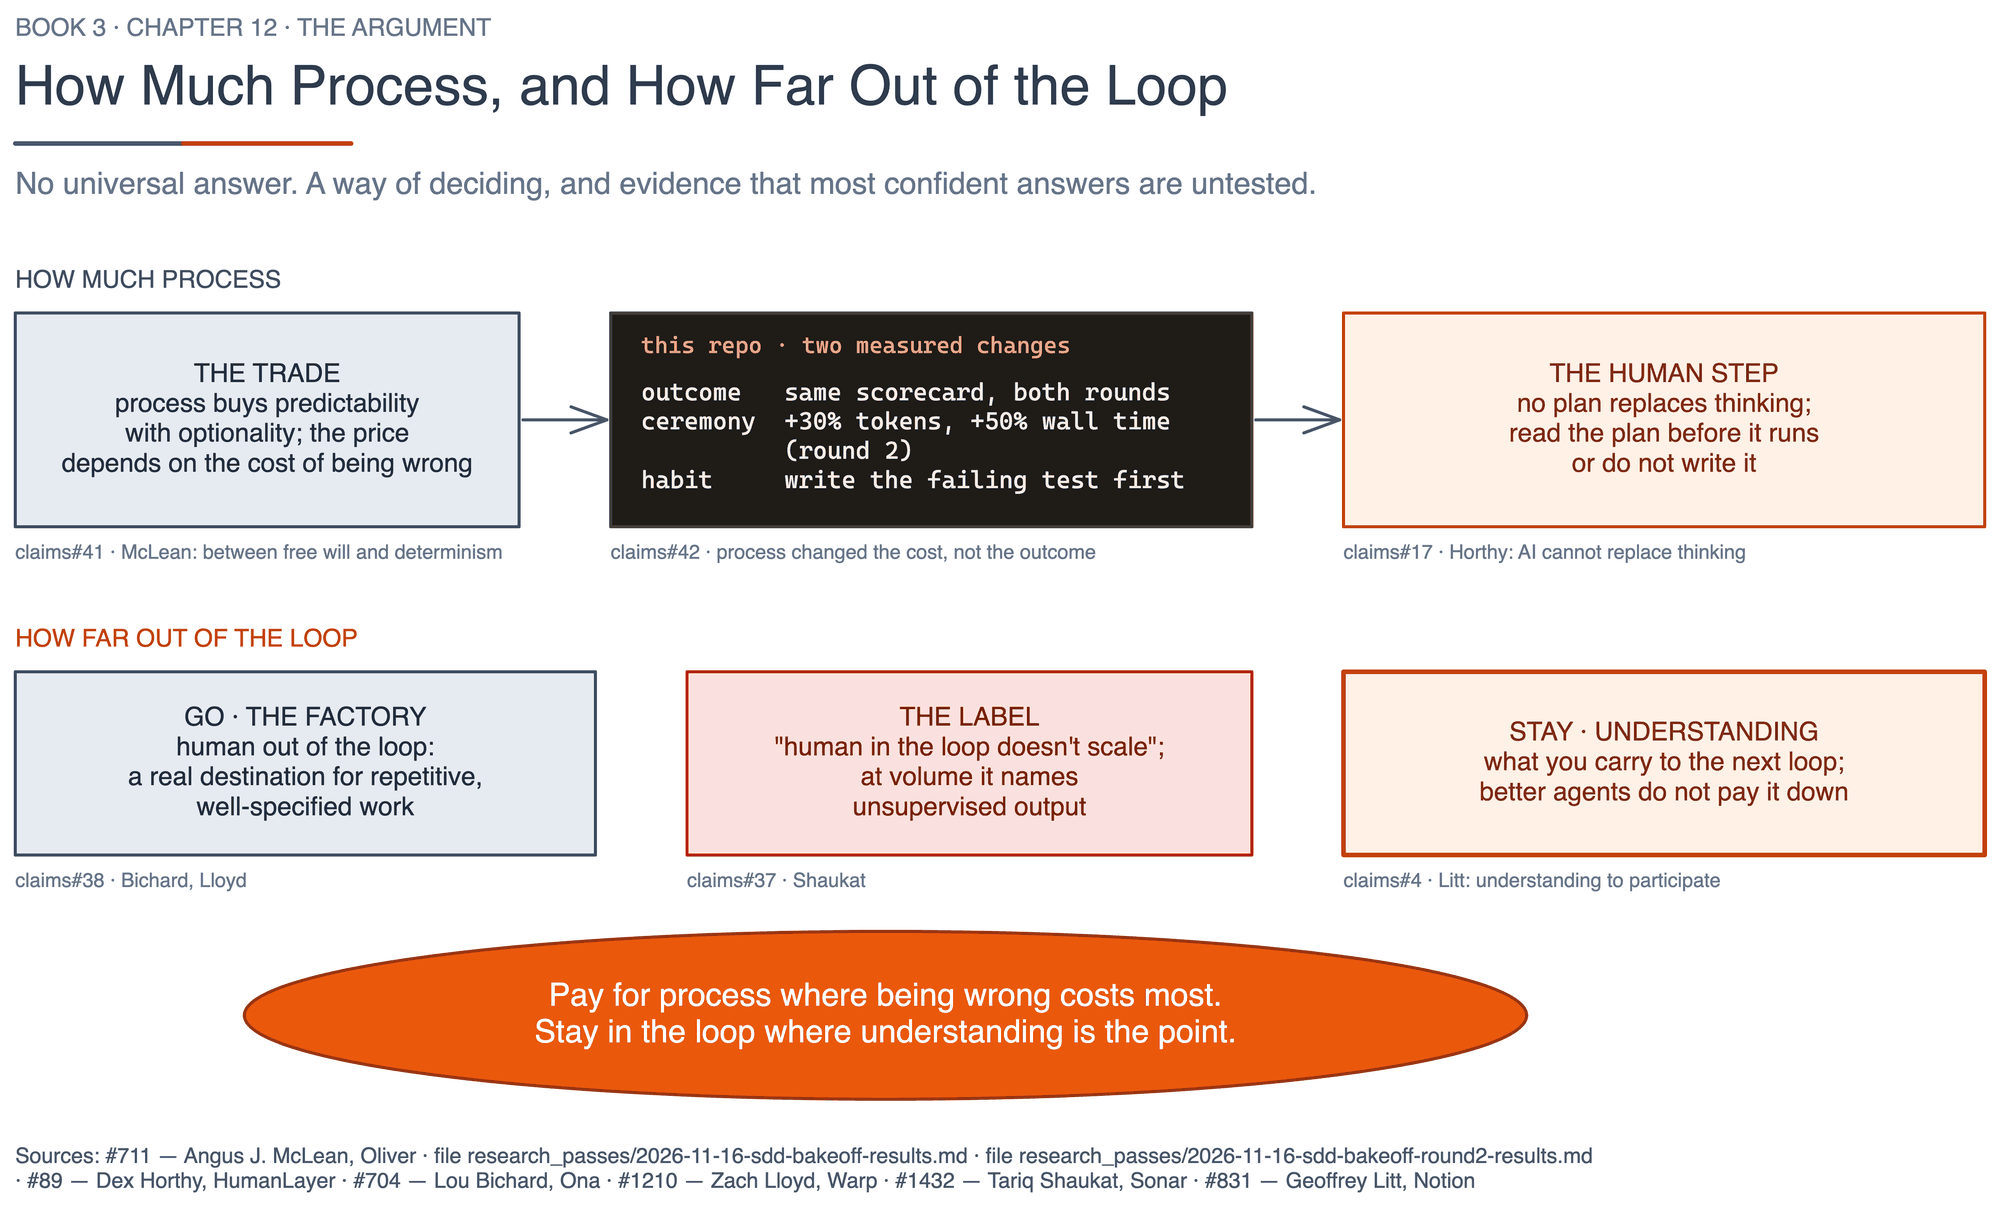 BOOK 3 · CHAPTER 12 · THE ARGUMENT
How Much Process, and How Far Out of the Loop
No universal answer. A way of deciding, and evidence that most confident answers are untested.
HOW MUCH PROCESS
THE TRADE
process buys predictability
with optionality; the price
depends on the cost of being wrong
claims#41 · McLean: between free will and determinism
this repo · two measured changes
outcome same scorecard, both rounds
ceremony +30% tokens, +50% wall time
(round 2)
habit write the failing test first
claims#42 · process changed the cost, not the outcome
THE HUMAN STEP
no plan replaces thinking;
read the plan before it runs
or do not write it
claims#17 · Horthy: AI cannot replace thinking
HOW FAR OUT OF THE LOOP
GO · THE FACTORY
human out of the loop:
a real destination for repetitive,
well-specified work
claims#38 · Bichard, Lloyd
THE LABEL
"human in the loop doesn't scale";
at volume it names
unsupervised output
claims#37 · Shaukat
STAY · UNDERSTANDING
what you carry to the next loop;
better agents do not pay it down
claims#4 · Litt: understanding to participate
Pay for process where being wrong costs most.
Stay in the loop where understanding is the point.
Sources: #711 — Angus J. McLean, Oliver · file research_passes/2026-11-16-sdd-bakeoff-results.md · file research_passes/2026-11-16-sdd-bakeoff-round2-results.md
· #89 — Dex Horthy, HumanLayer · #704 — Lou Bichard, Ona · #1210 — Zach Lloyd, Warp · #1432 — Tariq Shaukat, Sonar · #831 — Geoffrey Litt, Notion